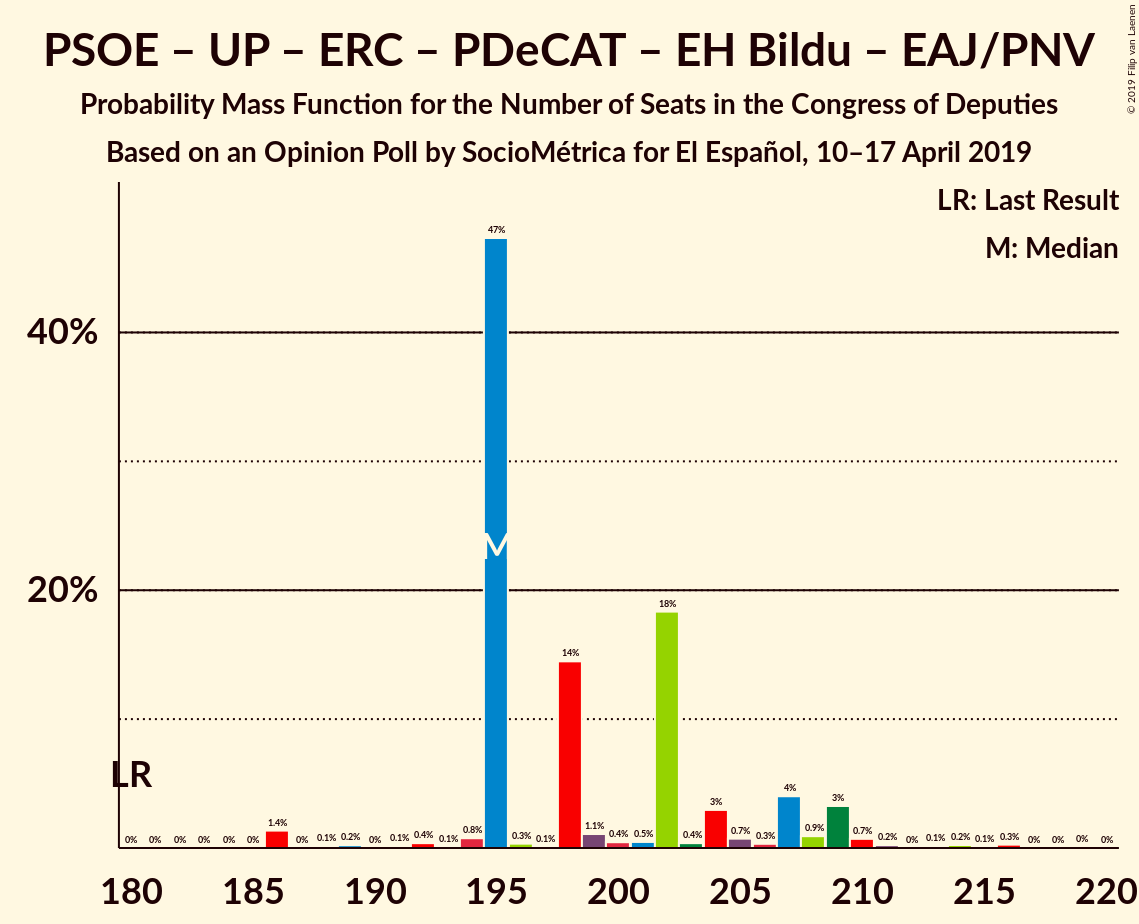 PSOE – UP – ERC – PDeCAT – EH Bildu – EAJ/PNV
Probability Mass Function for the Number of Seats in the Congress of Deputies
Based on an Opinion Poll by SocioMétrica for El Español, 10–17 April 2019
© 2019 Filip van Laenen
LR: Last Result
M: Median
40%
20%
LR
M
0% 0% 0% 0% 0% 0% 1.4% 0% 0.1% 0.2% 0% 0.1% 0.4% 0.1% 0.8% 47% 0.3% 0.1% 14% 1.1% 0.4% 0.5% 18% 0.4% 3% 0.7% 0.3% 4% 0.9% 3% 0.7% 0.2% 0% 0.1% 0.2% 0.1% 0.3% 0% 0% 0% 0%
180 185 190 195 200 205 210 215 220